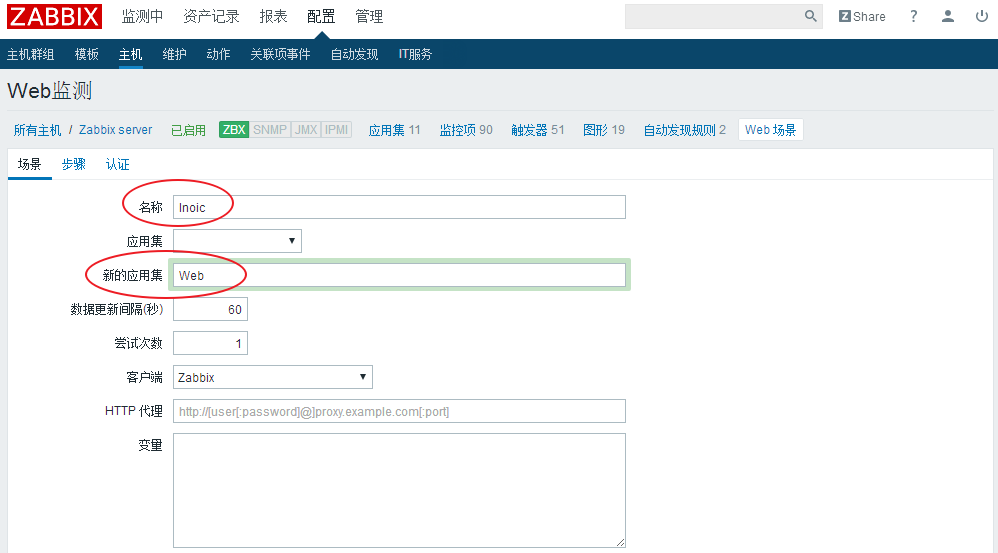 ZABBIX 监测中 资产记录 报表 配置 管理 Z Share ?
主机群组 模板 主机 维护 动作 关联项事件 自动发现 IT服务
Web监测
所有主机 / Zabbix server 已启用 ZBX SNMP JMX IPMI 应用集 11 监控项 90 触发器 51 图形 19 自动发现规则 2 Web 场景
场景 步骤 认证
名称 Inoic
应用集
新的应用集 Web
数据更新间隔(秒) 60
尝试次数 1
客户端 Zabbix
HTTP 代理 http://[user[:password]@]proxy.example.com[:port]
变量